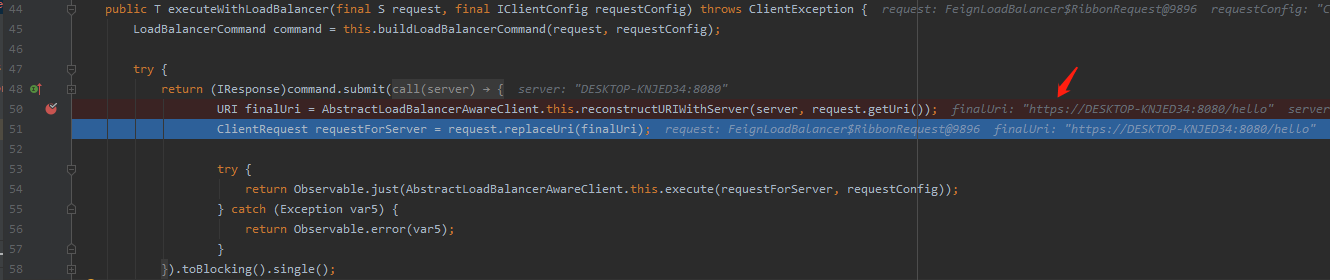 44 public T executeWithLoadBalancer(final S request, final IClientConfig requestConfig) throws ClientException { request: FeignLoadBalancer$RibbonRequest@9896 requestConfig: "C
45 LoadBalancerCommand command = this.buildLoadBalancerCommand(request, requestConfig);
46
47 try {
48 return (IResponse)command.submit(call(server) → { server: "DESKTOP-KNJED34:8080"
50 URI finalUri = AbstractLoadBalancerAwareClient.this.reconstructURIWithServer(server, request.getUri()); finalUri: "https://DESKTOP-KNJED34:8080/hello" server
51 ClientRequest requestForServer = request.replaceUri(finalUri); request: FeignLoadBalancer$RibbonRequest@9896 finalUri: "https://DESKTOP-KNJED34:8080/hello"
52
53 try {
54 return Observable.just(AbstractLoadBalancerAwareClient.this.execute(requestForServer, requestConfig));
55 } catch (Exception var5) {
56 return Observable.error(var5);
57 }
58 }).toBlocking().single();